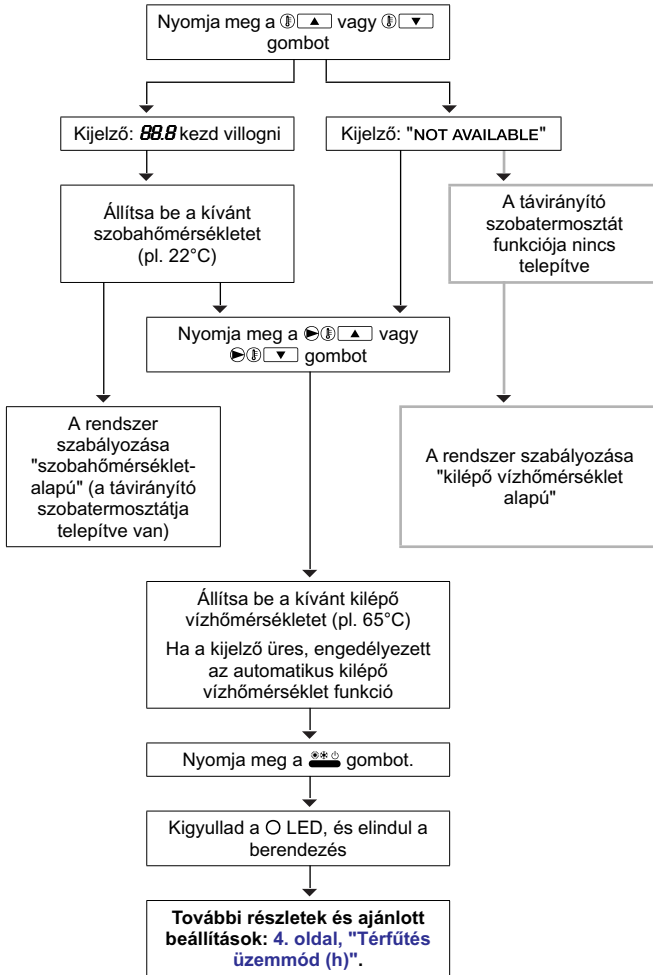 Nyomja meg a ▲ vagy ▼
gombot
Kijelző: 88.8 kezd villogni
Kijelző: "NOT AVAILABLE"
Állítsa be a kívánt
szobahőmérsékletet
(pl. 22°C)
A távirányító
szobatermosztát
funkciója nincs
telepítve
Nyomja meg a ▲ vagy
▼ gombot
A rendszer
szabályozása
"szobahőmérséklet-
alapú" (a távirányító
szobatermosztátja
telepítve van)
A rendszer szabályozása
"kilépő vízhőmérséklet
alapú"
Állítsa be a kívánt kilépő
vízhőmérsékletet (pl. 65°C)
Ha a kijelző üres, engedélyezett
az automatikus kilépő
vízhőmérséklet funkció
Nyomja meg a gombot.
Kigyullad a LED, és elindul a
berendezés
További részletek és ajánlott
beállítások: 4. oldal, "Térfűtés
üzemmód (h)".